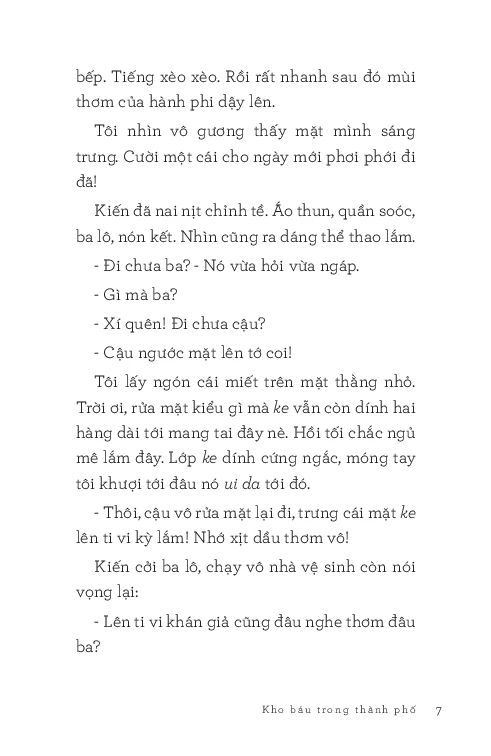 bếp. Tiếng xèo xèo. Rồi rất nhanh sau đó mùi
thơm của hành phi dậy lên.
Tôi nhìn vô gương thấy mặt mình sáng
trưng. Cười một cái cho ngày mới phơi phới đi
đã!
Kiến đã nai nịt chỉnh tề. Áo thun, quần soóc,
ba lô, nón kết. Nhìn cũng ra dáng thể thao lắm.
- Đi chưa ba? - Nó vừa hỏi vừa ngáp.
- Gì mà ba?
- Xí quên! Đi chưa cậu?
- Cậu ngước mặt lên tớ coi!
Tôi lấy ngón cái miết trên mặt thằng nhỏ.
Trời ơi, rửa mặt kiểu gì mà ke vẫn còn dính hai
hàng dài tới mang tai đây nè. Hồi tối chắc ngủ
mê lắm đây. Lớp ke dính cứng ngắc, móng tay
tôi khượi tới đâu nó ui da tới đó.
- Thôi, cậu vô rửa mặt lại đi, trưng cái mặt ke
lên ti vi kỳ lắm! Nhớ xịt dầu thơm vô!
Kiến cởi ba lô, chạy vô nhà vệ sinh còn nói
vọng lại:
- Lên ti vi khán giả cũng đâu nghe thơm đâu
ba?
Kho báu trong thành phố 7